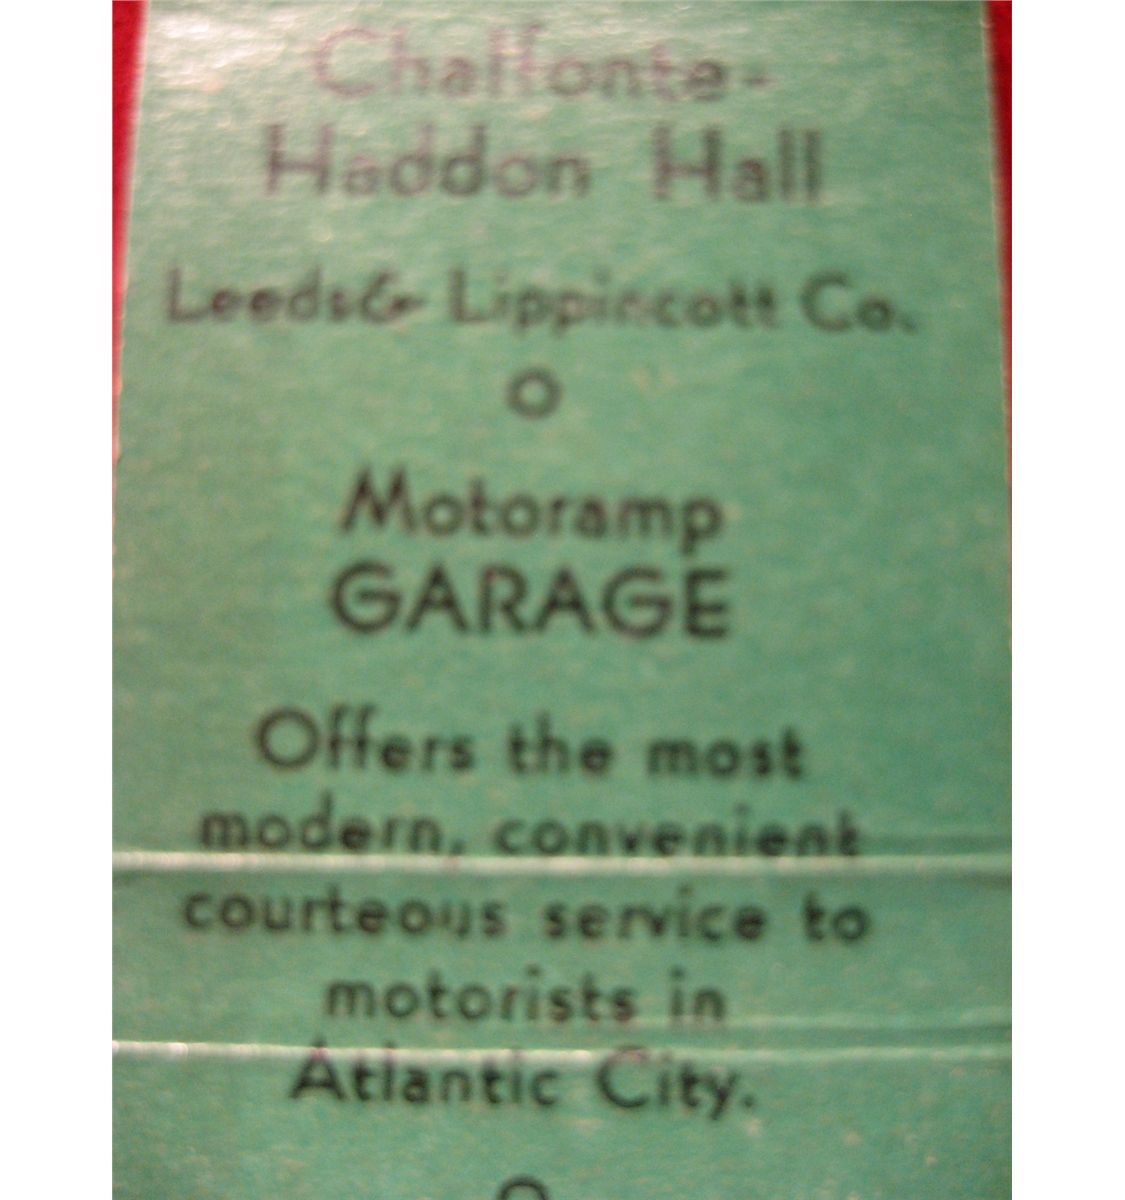 Chalfonte-
Haddon Hall
Leeds & Lippincott Co.
O
Motoramp
GARAGE
Offers the most
modern, convenient
courteous service to
motorists in
Atlantic City.